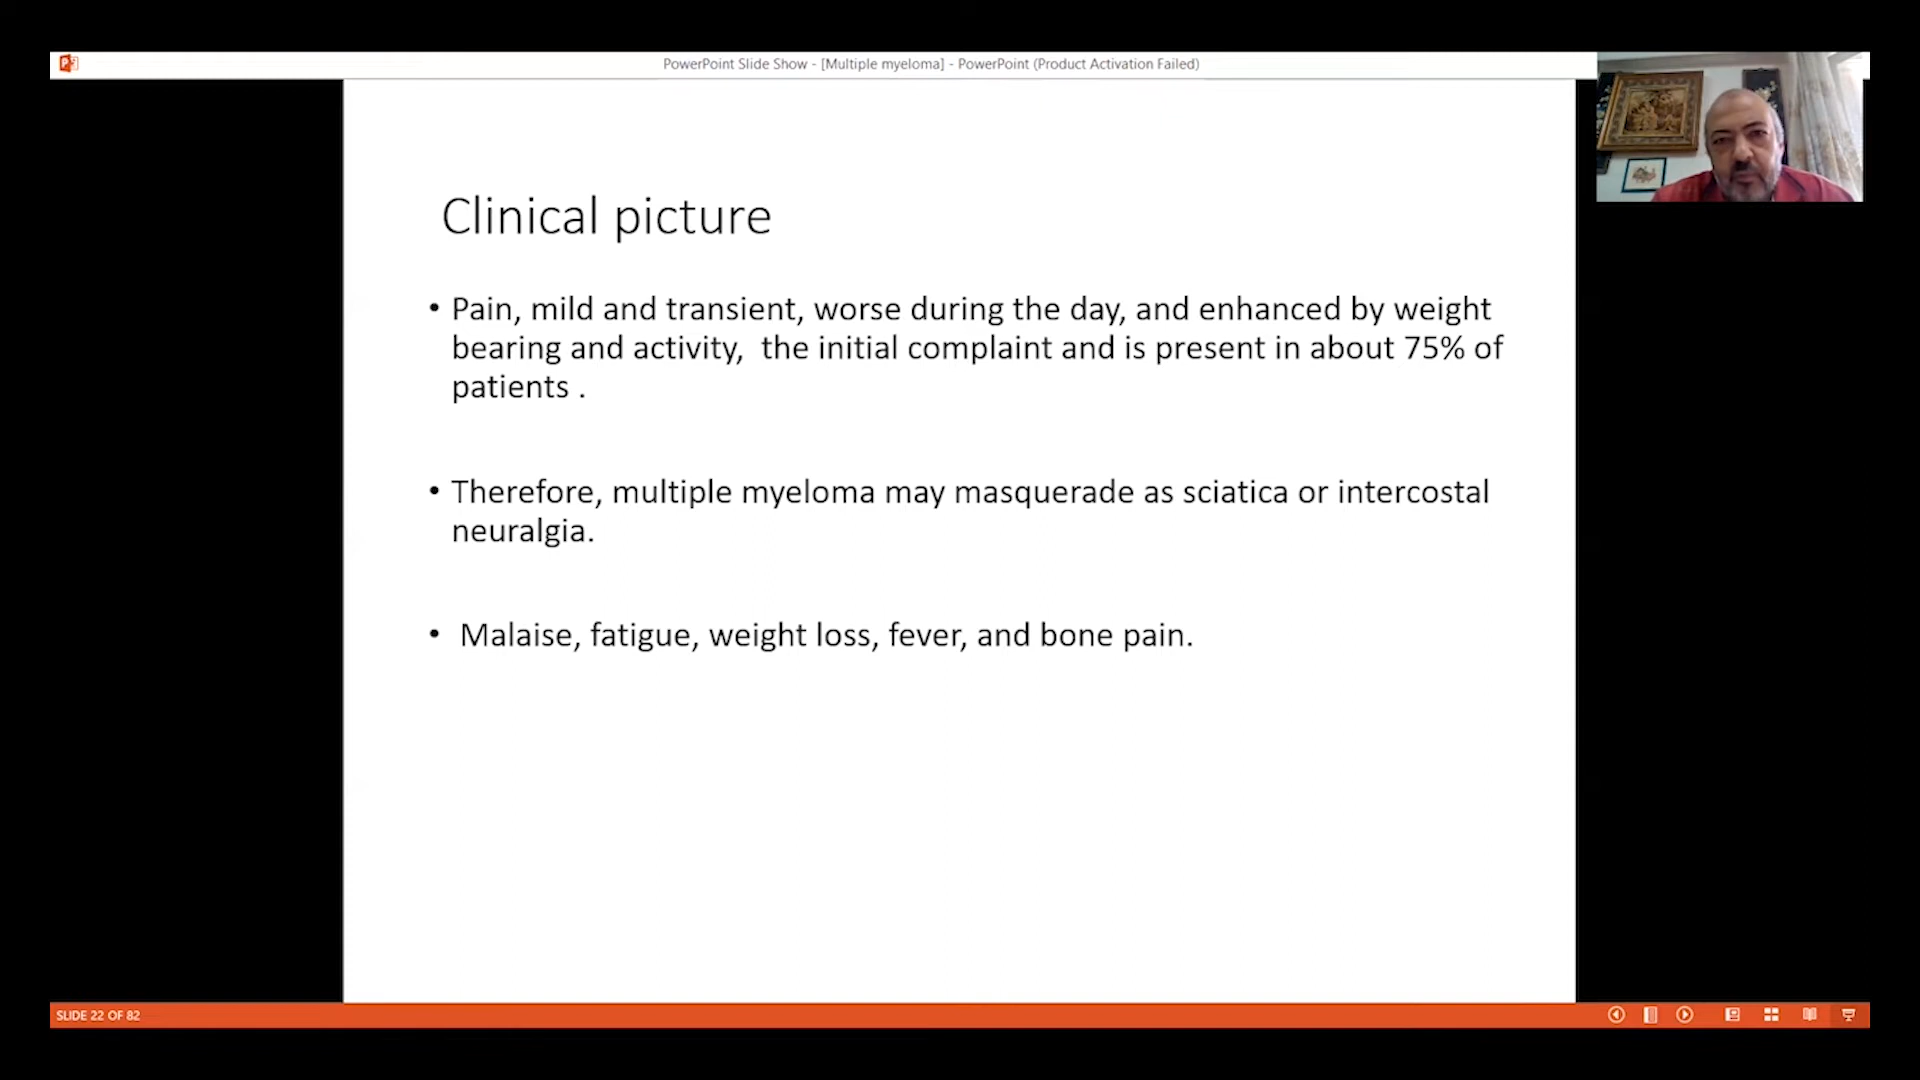 PowerPoint Slide Show - [Multiple myeloma] - PowerPoint (Product Activation Failed)
Clinical picture
• Pain, mild and transient, worse during the day, and enhanced by weight
bearing and activity,  the initial complaint and is present in about 75% of
patients .
• Therefore, multiple myeloma may masquerade as sciatica or intercostal
neuralgia.
• Malaise, fatigue, weight loss, fever, and bone pain.
SLIDE 22 OF 82